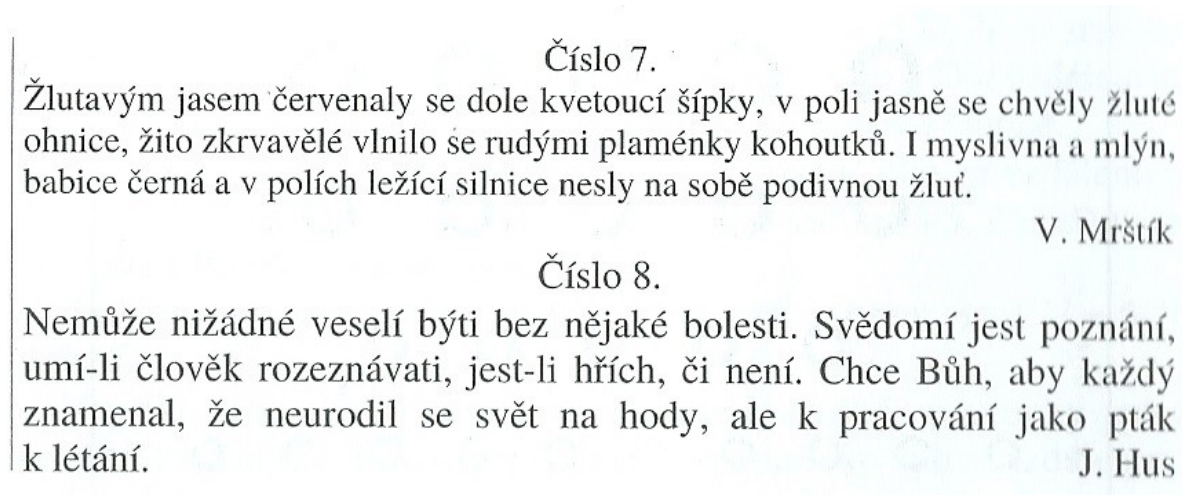 Číslo 7.
Žlutavým jasem červenaly se dole kvetoucí šípky, v poli jasně se chvěly žluté
ohnice, žito zkrvavělé vlnilo se rudými plaménky kohoutků. I myslivna a mlýn,
babice černá a v polích ležící silnice nesly na sobě podivnou žluť.
V. Mrštík
Číslo 8.
Nemůže nižádné veselí býti bez nějaké bolesti. Svědomí jest poznání,
umí-li člověk rozeznávati, jest-li hřích, či není. Chce Bůh, aby každý
znamenal, že neurodil se svět na hody, ale k pracování jako pták
k létání.
J. Hus